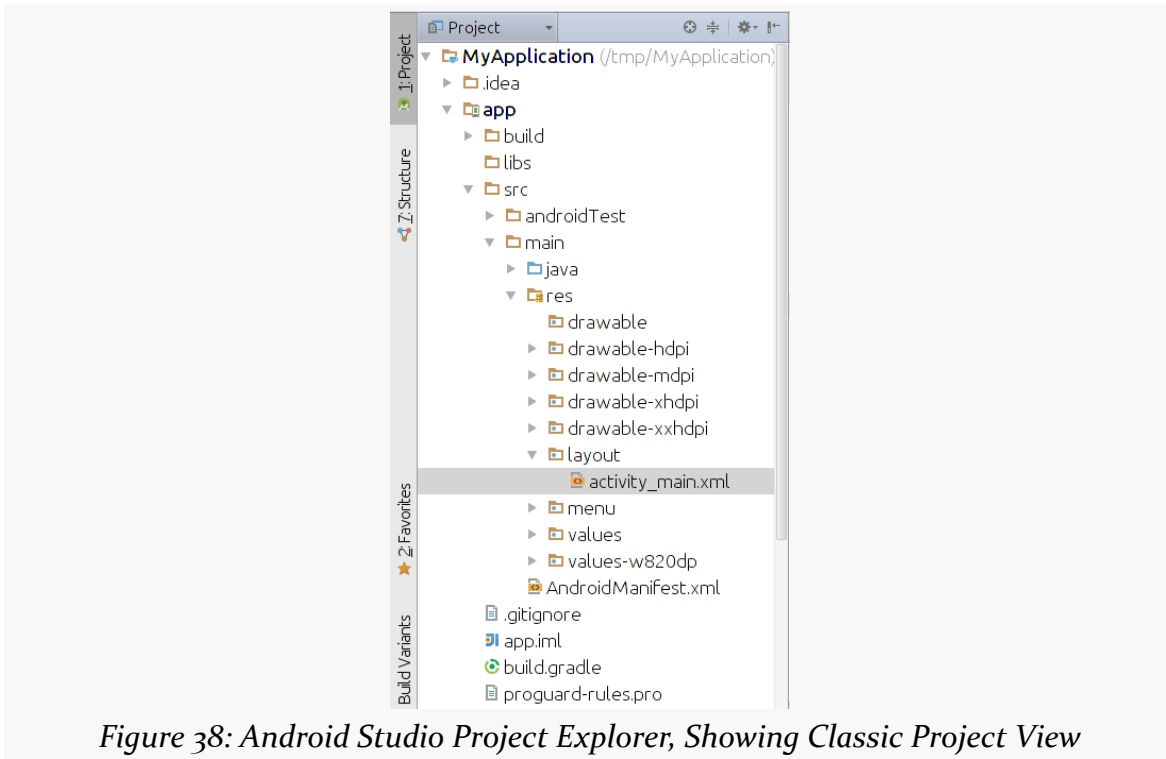 Project
1: Project
MyApplication (/tmp/MyApplication)
.idea
app
build
libs
7: Structure
src
androidTest
main
java
res
drawable
drawable-hdpi
drawable-mdpi
drawable-xhdpi
drawable-xxhdpi
layout
activity_main.xml
2: Favorites
menu
values
values-w820dp
AndroidManifest.xml
Build Variants
.gitignore
app.iml
build.gradle
proguard-rules.pro
Figure 38: Android Studio Project Explorer, Showing Classic Project View